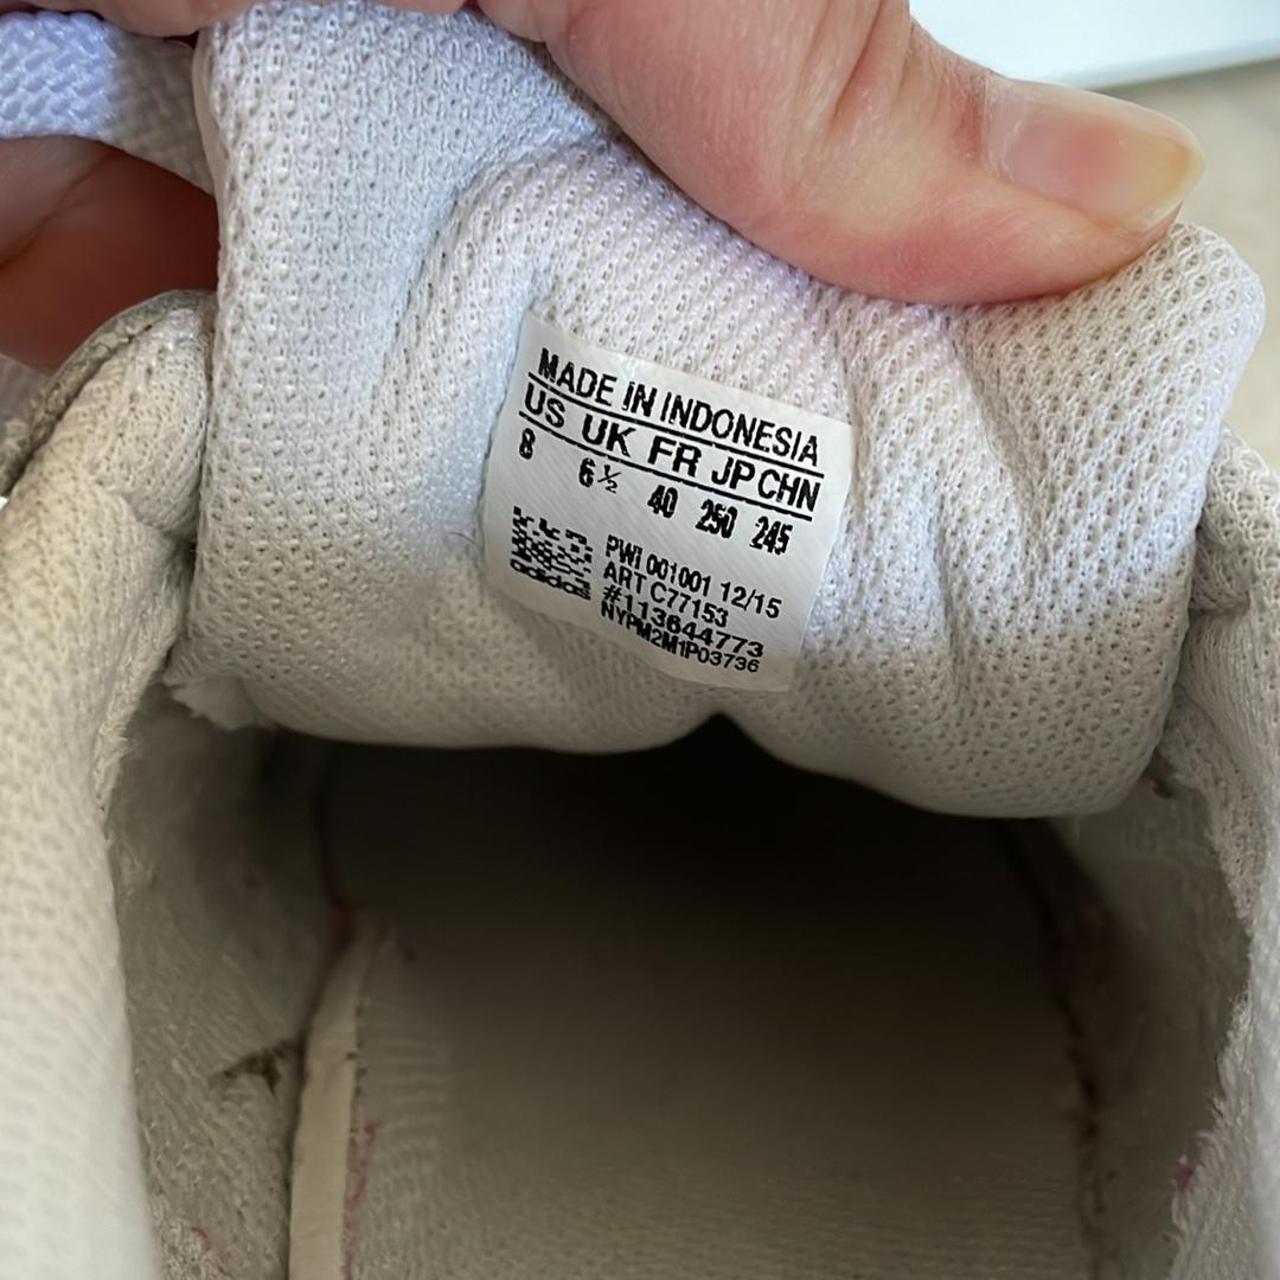 MADE IN INDONESIA
US UK FR JP CHN
8 6½ 40 250 245
PWI 001001 12/15
ART C77153
#113644773
NYPM2M1P03736
adidas